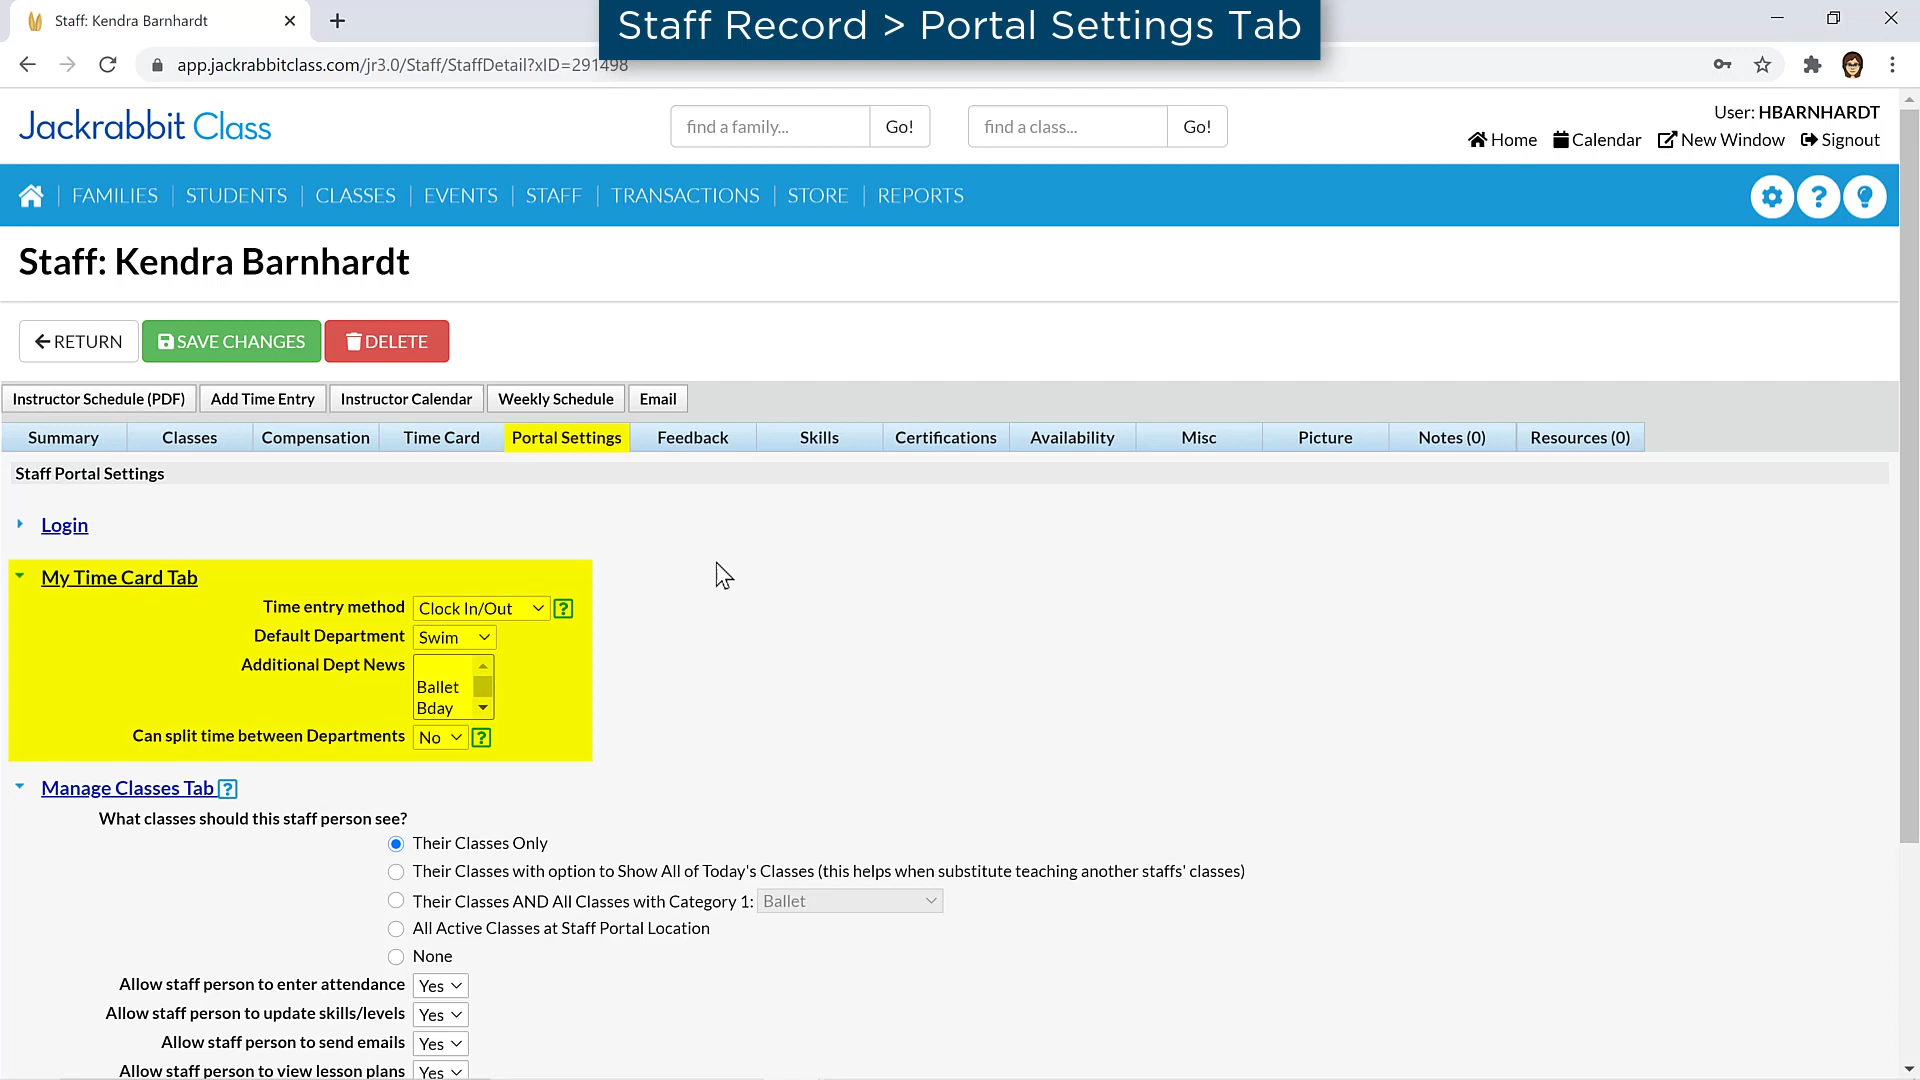 Staff: Kendra Barnhardt
Staff Record > Portal Settings Tab
app.jackrabbitclass.com/jr3.0/Staff/StaffDetail?xID=291498
Jackrabbit Class
find a family...
Go!
find a class...
Go!
User: HBARNHARDT
Home
Calendar
New Window
Signout
FAMILIES | STUDENTS | CLASSES | EVENTS | STAFF | TRANSACTIONS | STORE | REPORTS
?
Staff: Kendra Barnhardt
RETURN
SAVE CHANGES
DELETE
Instructor Schedule (PDF)
Add Time Entry
Instructor Calendar
Weekly Schedule
Email
Summary
Classes
Compensation
Time Card
Portal Settings
Feedback
Skills
Certifications
Availability
Misc
Picture
Notes (0)
Resources (0)
Staff Portal Settings
Login
My Time Card Tab
Time entry method Clock In/Out ?
Default Department Swim
Additional Dept News
Ballet
Bday
Can split time between Departments No ?
Manage Classes Tab ?
What classes should this staff person see?
Their Classes Only
Their Classes with option to Show All of Today's Classes (this helps when substitute teaching another staffs' classes)
Their Classes AND All Classes with Category 1: Ballet
All Active Classes at Staff Portal Location
None
Allow staff person to enter attendance Yes
Allow staff person to update skills/levels Yes
Allow staff person to send emails Yes
Allow staff person to view lesson plans Yes